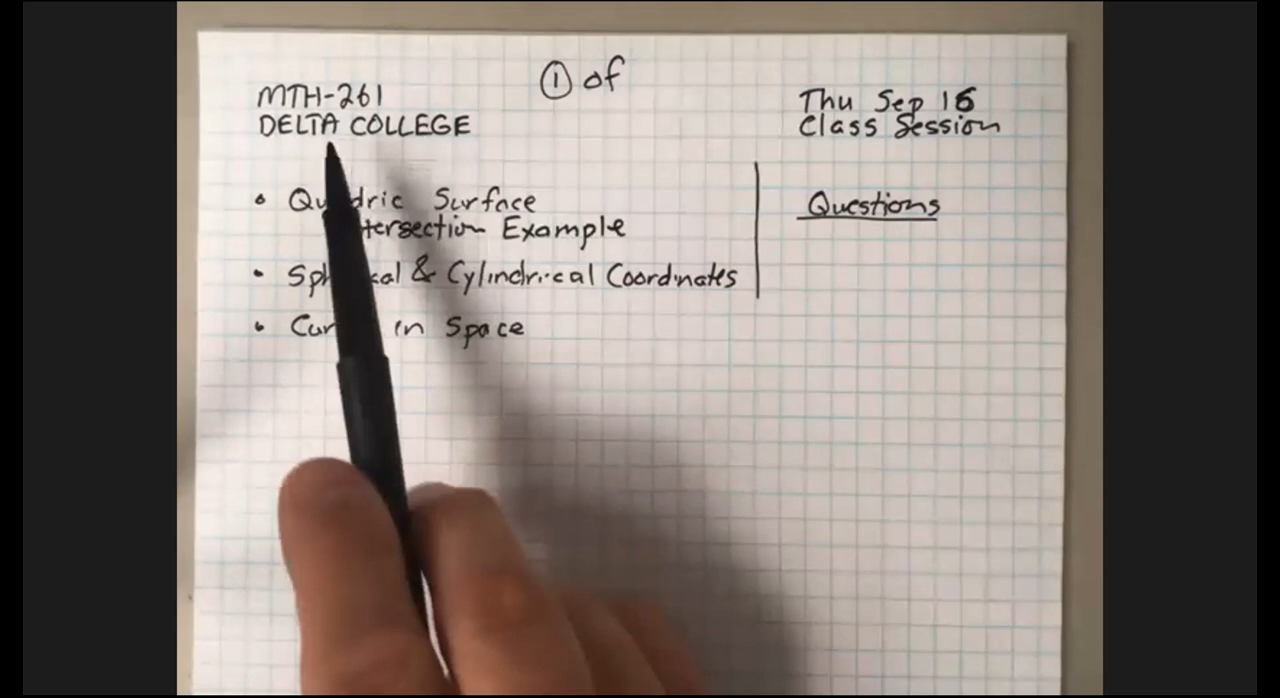 ① of
MTH-261
DELTA COLLEGE
Thu Sep 16
Class Session
• Surface
Example
• & Cylindrical Coordinates
• in Space
Questions